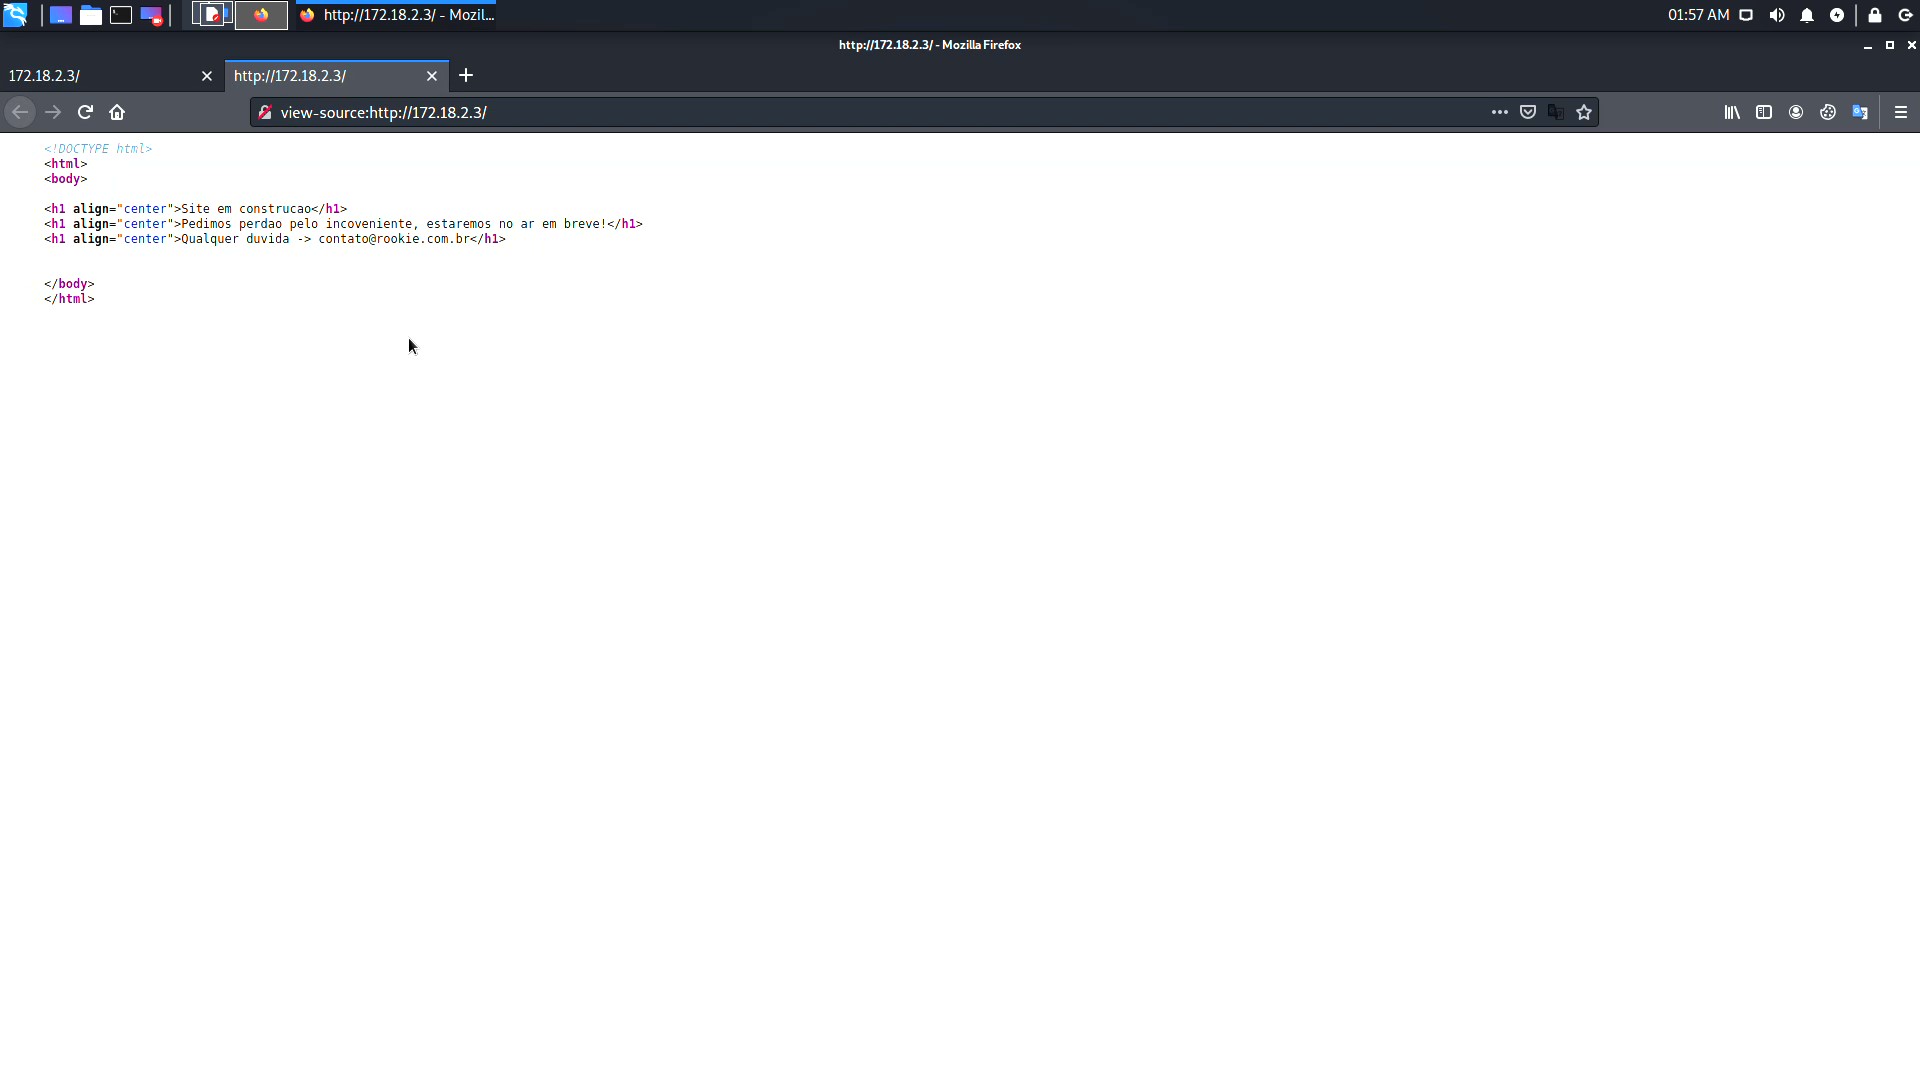 http://172.18.2.3/ - Mozil...
01:57 AM
http://172.18.2.3/ - Mozilla Firefox
172.18.2.3/
http://172.18.2.3/
view-source:http://172.18.2.3/
<!DOCTYPE html>
<html>
<body>
<h1 align="center">Site em construcao</h1>
<h1 align="center">Pedimos perdao pelo incoveniente, estaremos no ar em breve!</h1>
<h1 align="center">Qualquer duvida -> contato@rookie.com.br</h1>
</body>
</html>